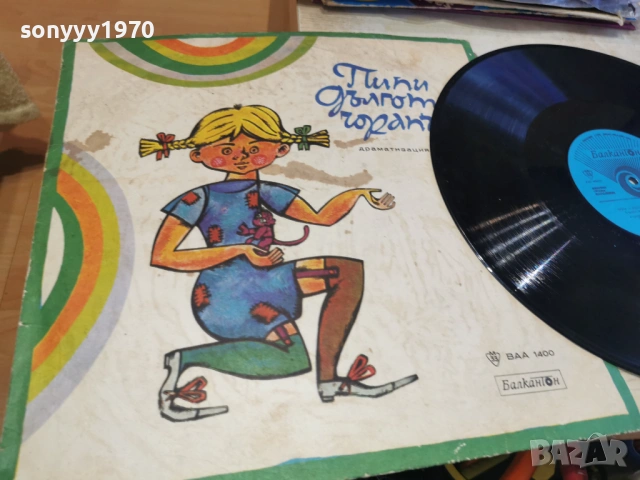 sonyyy1970
Пипи
дългот
чорап
драматизация
Балкантон
ВАА 1400
Балкантон
BAZAR